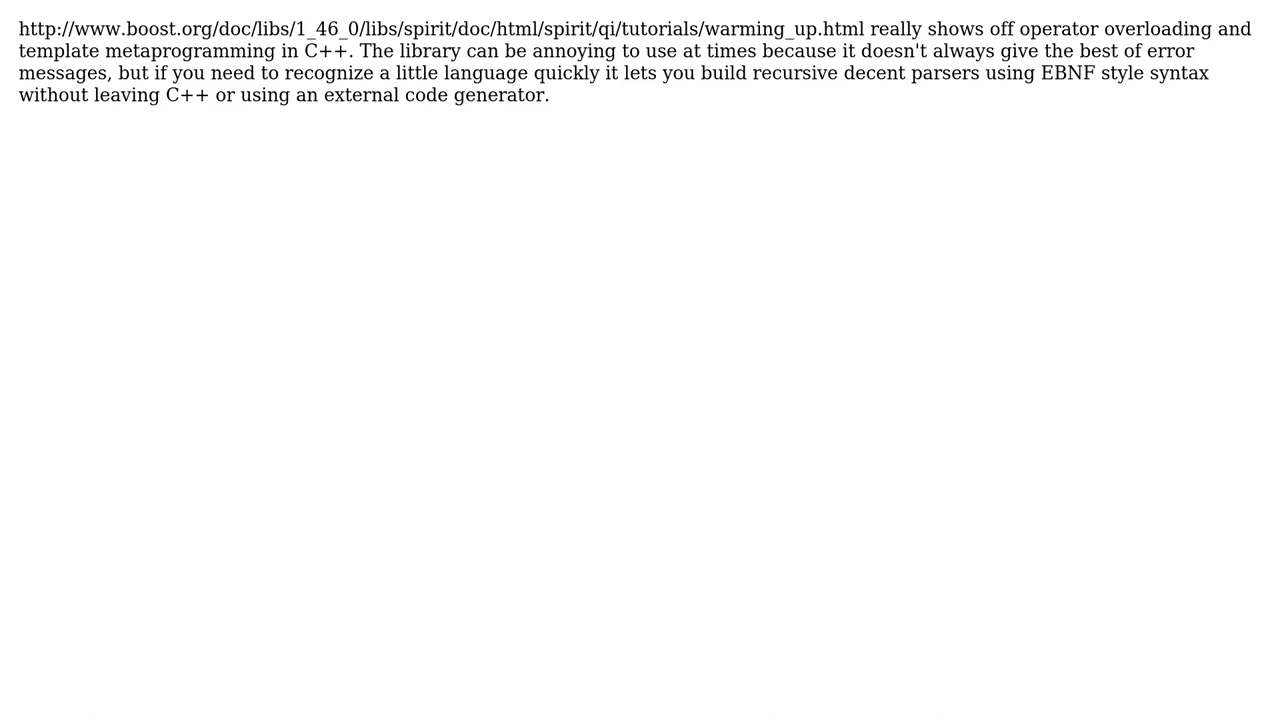 http://www.boost.org/doc/libs/1_46_0/libs/spirit/doc/html/spirit/qi/tutorials/warming_up.html really shows off operator overloading and
template metaprogramming in C++. The library can be annoying to use at times because it doesn't always give the best of error
messages, but if you need to recognize a little language quickly it lets you build recursive decent parsers using EBNF style syntax
without leaving C++ or using an external code generator.